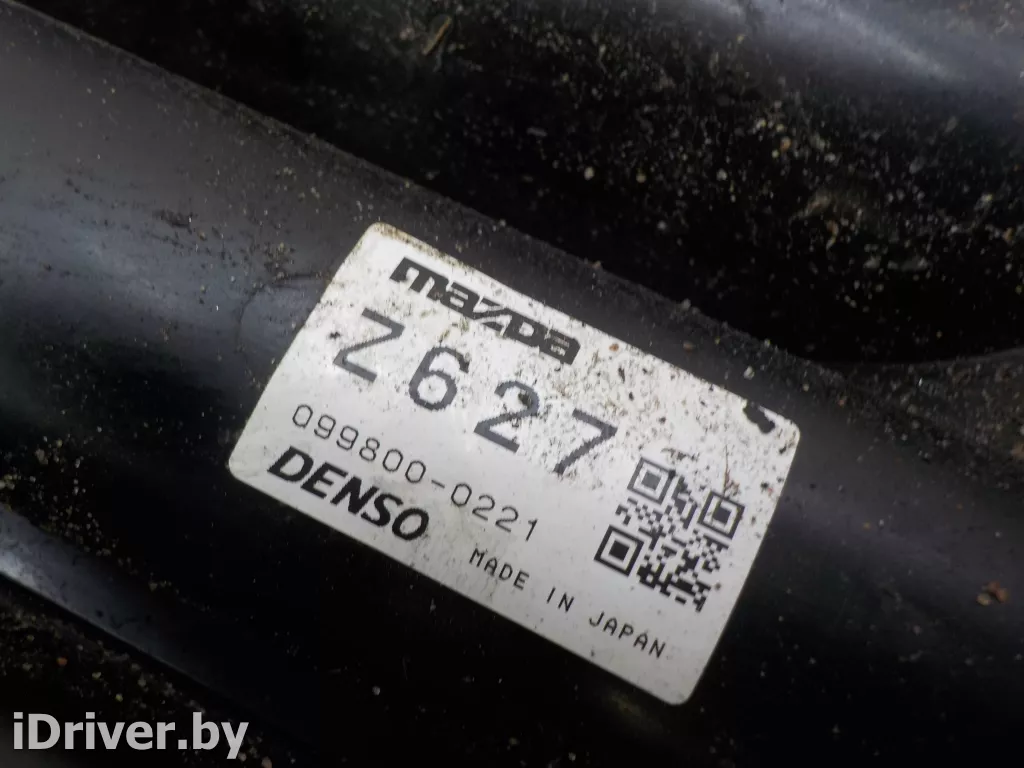 mazda
Z627
099800-0221
DENSO
MADE IN JAPAN
iDriver.by